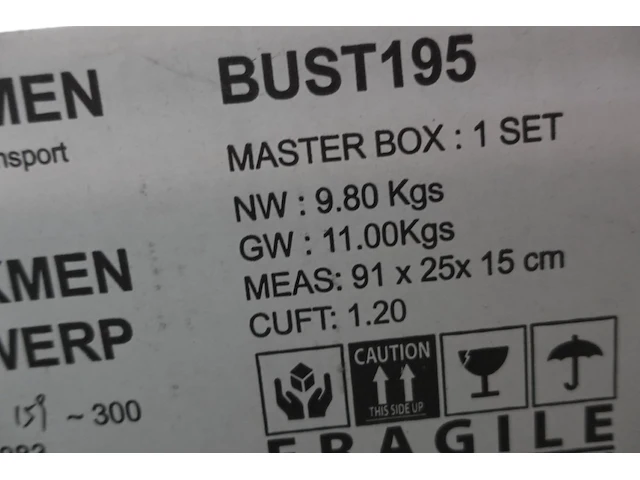 MEN
nsport
KMEN
WERP
159 ~ 300
BUST195
MASTER BOX : 1 SET
NW : 9.80 Kgs
GW : 11.00Kgs
MEAS: 91 x 25x 15 cm
CUFT: 1.20
CAUTION
THIS SIDE UP
FRAGILE